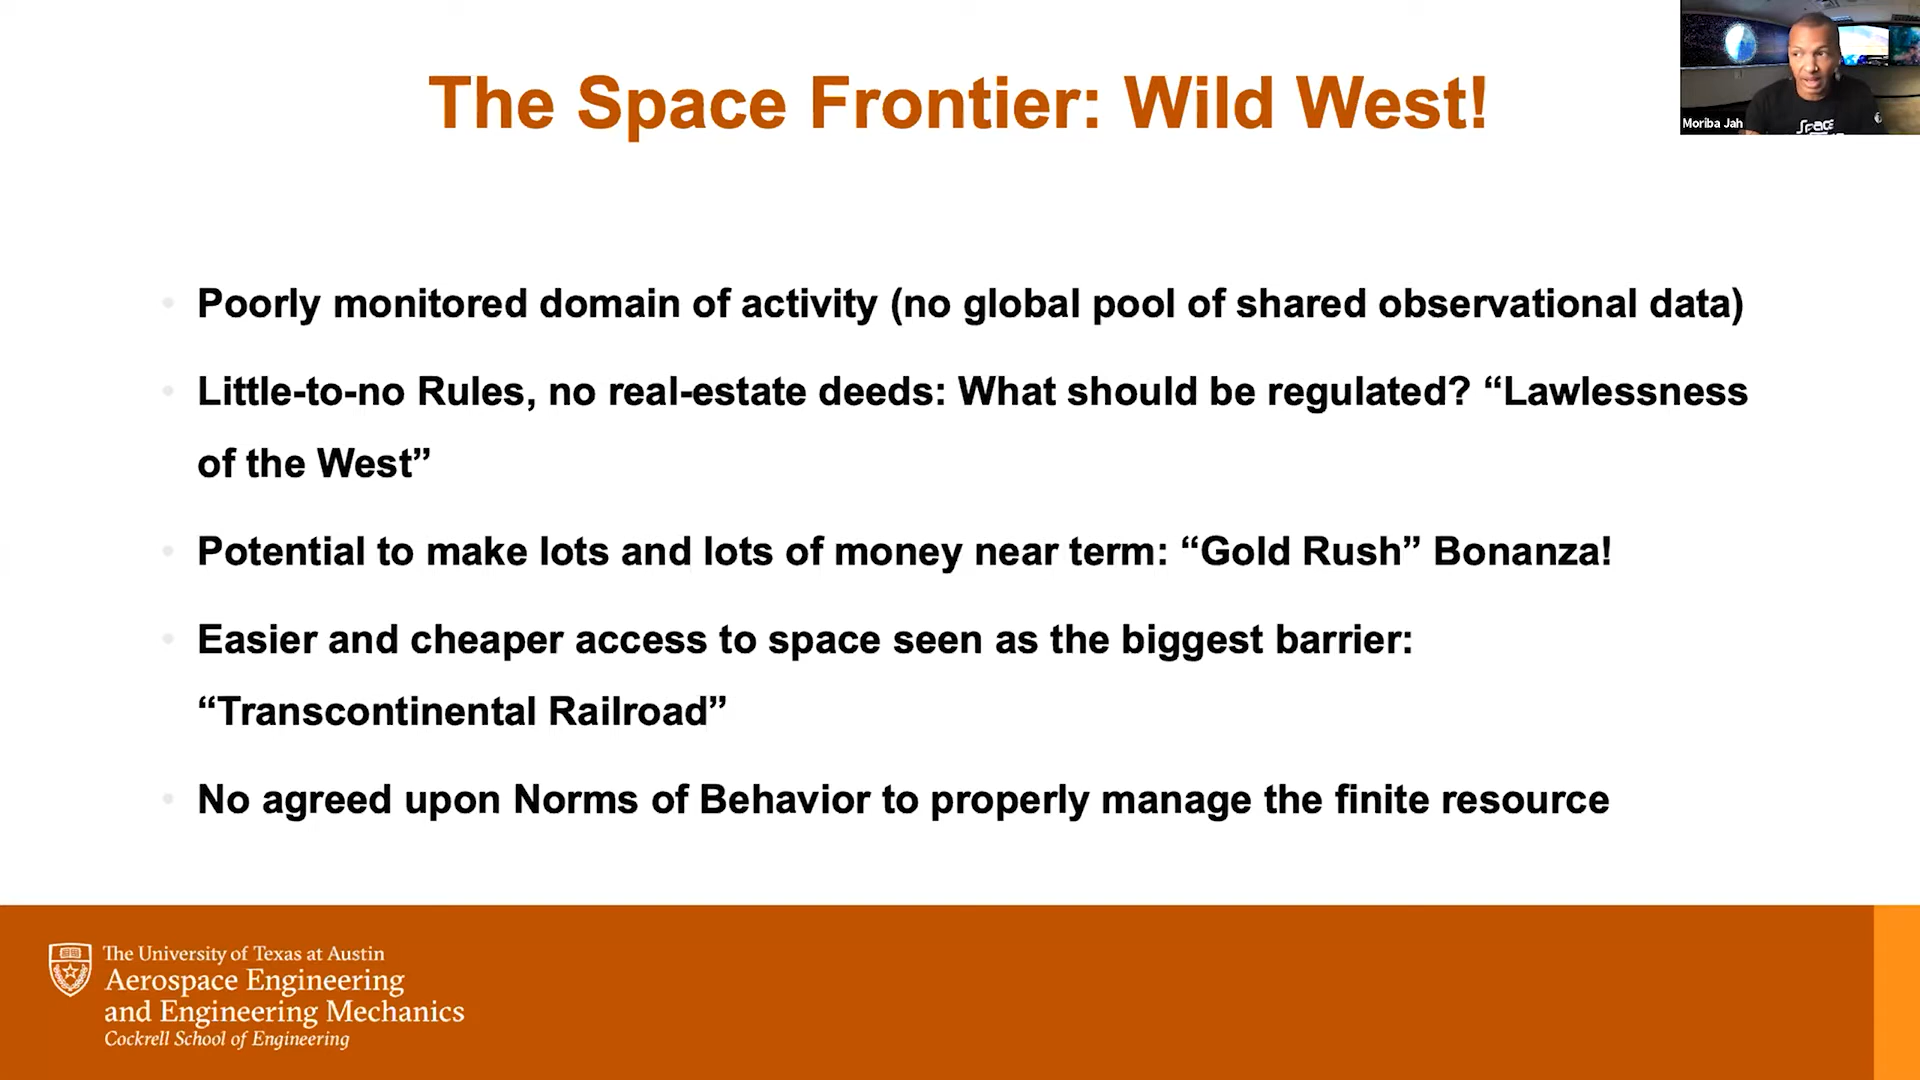 The Space Frontier: Wild West!
Moriba Jah
space
Poorly monitored domain of activity (no global pool of shared observational data)
Little-to-no Rules, no real-estate deeds: What should be regulated? “Lawlessness
of the West”
Potential to make lots and lots of money near term: “Gold Rush” Bonanza!
Easier and cheaper access to space seen as the biggest barrier:
“Transcontinental Railroad”
No agreed upon Norms of Behavior to properly manage the finite resource
The University of Texas at Austin
Aerospace Engineering
and Engineering Mechanics
Cockrell School of Engineering